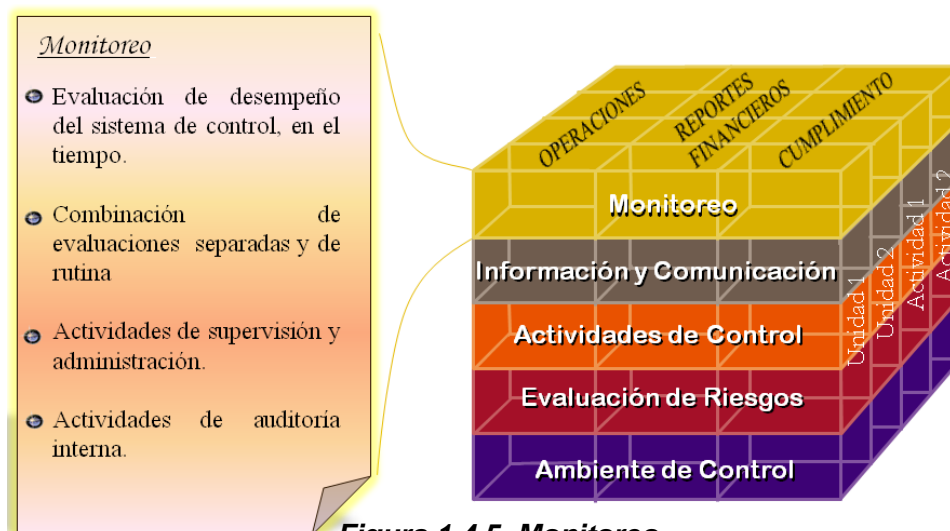 Monitoreo
Evaluación de desempeño
del sistema de control, en el
tiempo.
Combinación de
evaluaciones separadas y de
rutina
Actividades de supervisión y
administración.
Actividades de auditoría
interna.
OPERACIONES
REPORTES
FINANCIEROS
CUMPLIMIENTO
Monitoreo
Información y Comunicación
Actividades de Control
Evaluación de Riesgos
Ambiente de Control
Unidad 1
Unidad 2
Actividad 1
Actividad 2
Figura 1.4.5. Monitoreo